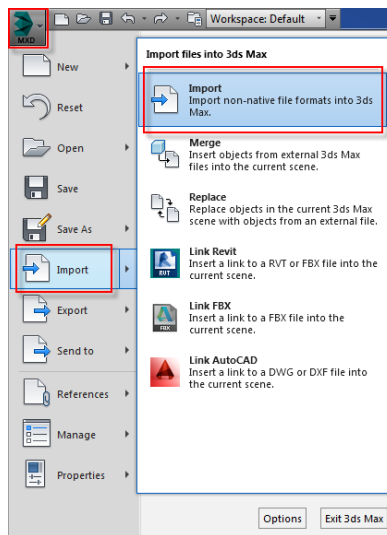 Workspace: Default
MXD
Import files into 3ds Max
New
Reset
Open
Save
Save As
Import
Export
Send to
References
Manage
Properties
Import
Import non-native file formats into 3ds
Max.
Merge
Insert objects from external 3ds Max
files into the current scene.
Replace
Replace objects in the current 3ds Max
scene with objects from an external file.
Link Revit
Insert a link to a RVT or FBX file into the
current scene.
RVT
Link FBX
Insert a link to a FBX file into the
current scene.
FBX
Link AutoCAD
Insert a link to a DWG or DXF file into
the current scene.
Options
Exit 3ds Max